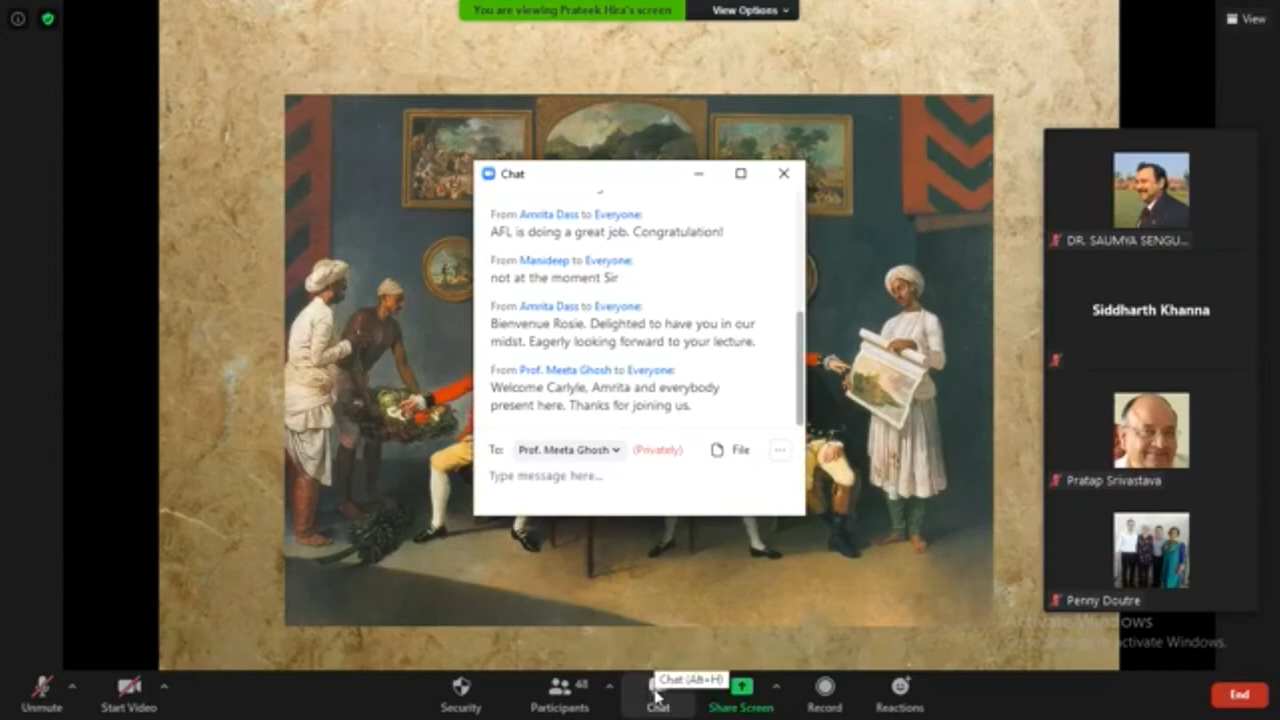 You are viewing Prateek Hira's screen
View Options
View
Chat
From Amrita Dass to Everyone:
AFL is doing a great job. Congratulation!
From Manideep to Everyone:
not at the moment Sir
From Amrita Dass to Everyone:
Bienvenue Rosie. Delighted to have you in our
midst. Eagerly looking forward to your lecture.
From Prof. Meeta Ghosh to Everyone:
Welcome Carlyle, Amrita and everybody
present here. Thanks for joining us.
To: Prof. Meeta Ghosh (Privately) File
Type message here...
DR. SAUMYA SENGU...
Siddharth Khanna
Pratap Srivastava
Penny Doutre
Activate Windows
activate Windows.
Chat (Alt+H)
48
Unmute
Start Video
Security
Participants
Chat
Share Screen
Record
Reactions
End